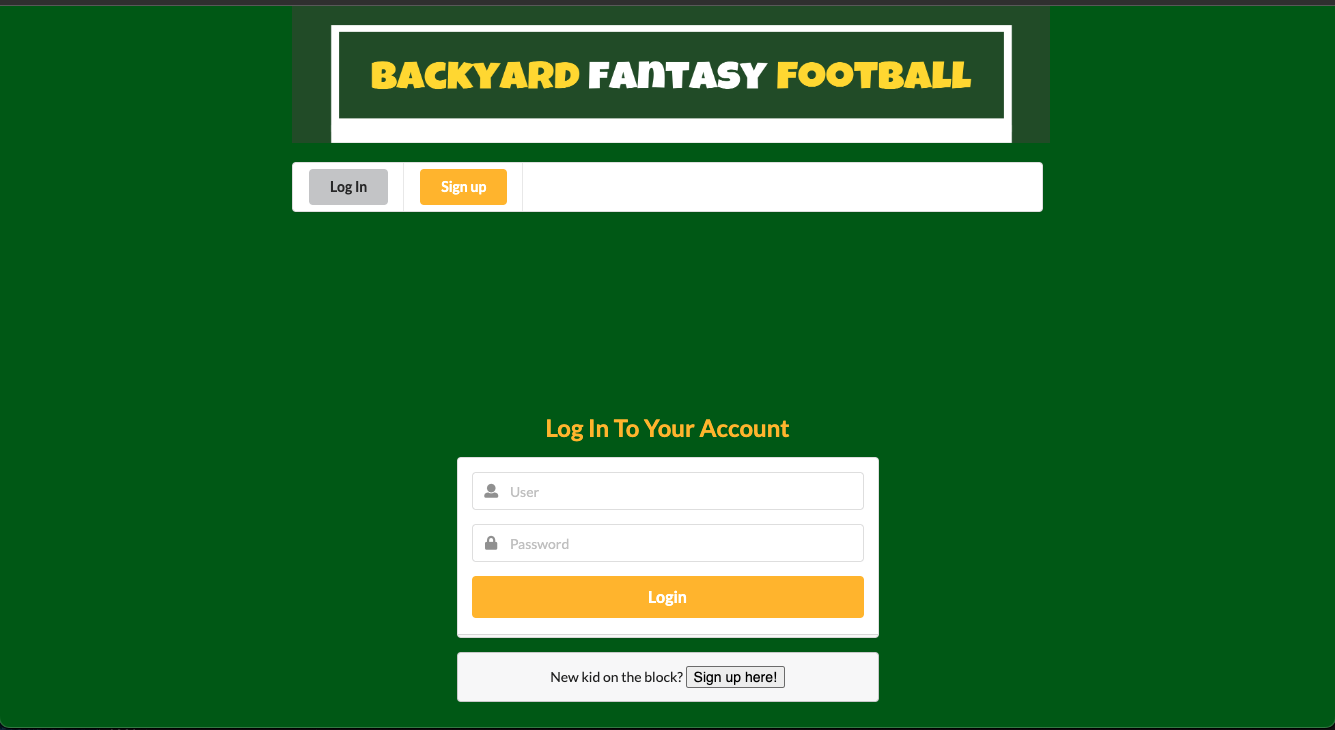 BACKYARD FANTASY FOOTBALL
Log In
Sign up
Log In To Your Account
User
Password
Login
New kid on the block? Sign up here!